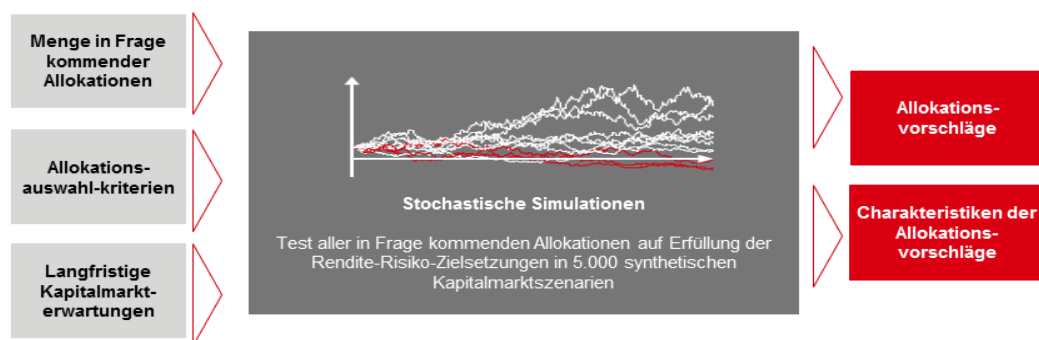 Menge in Frage
kommender
Allokationen
Allokations-
auswahl-kriterien
Langfristige
Kapitalmarkt-
erwartungen
Stochastische Simulationen
Test aller in Frage kommenden Allokationen auf Erfüllung der
Rendite-Risiko-Zielsetzungen in 5.000 synthetischen
Kapitalmarktszenarien
Allokations-
vorschläge
Charakteristiken der
Allokations-
vorschläge